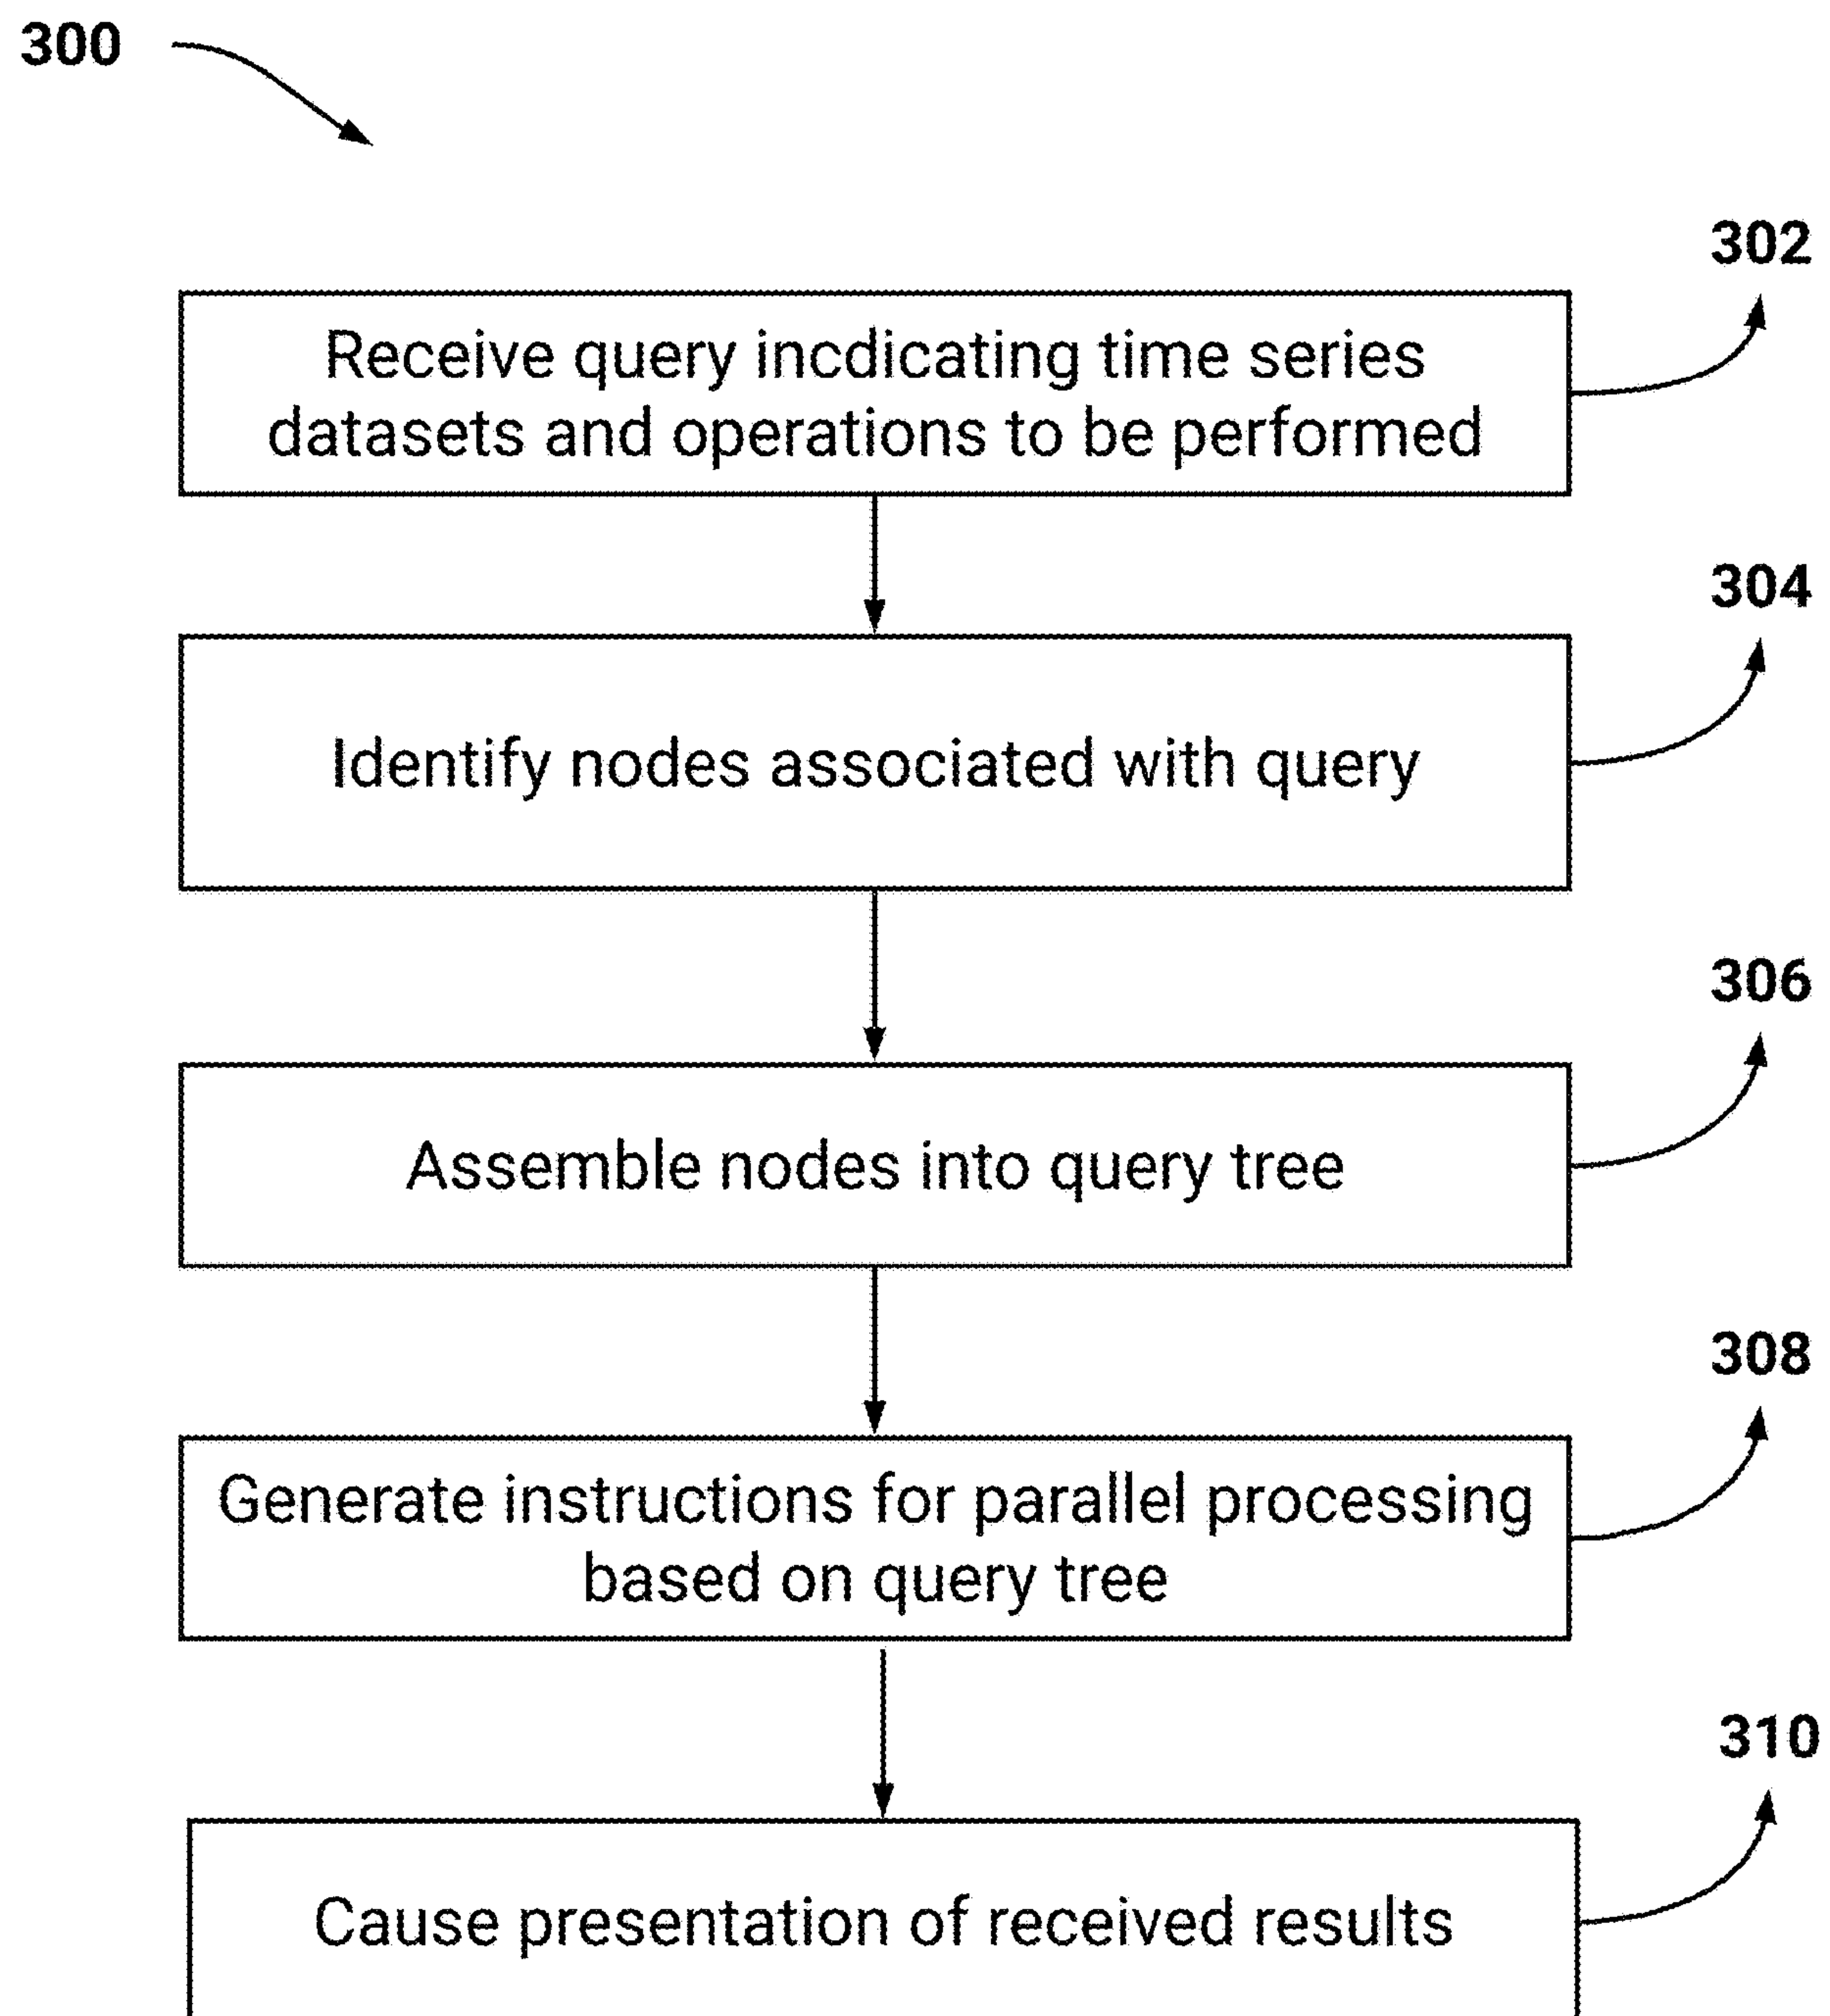 300
302
Receive query incdicating time series
datasets and operations to be performed
304
Identify nodes associated with query
306
Assemble nodes into query tree
308
Generate instructions for parallel processing
based on query tree
310
Cause presentation of received results